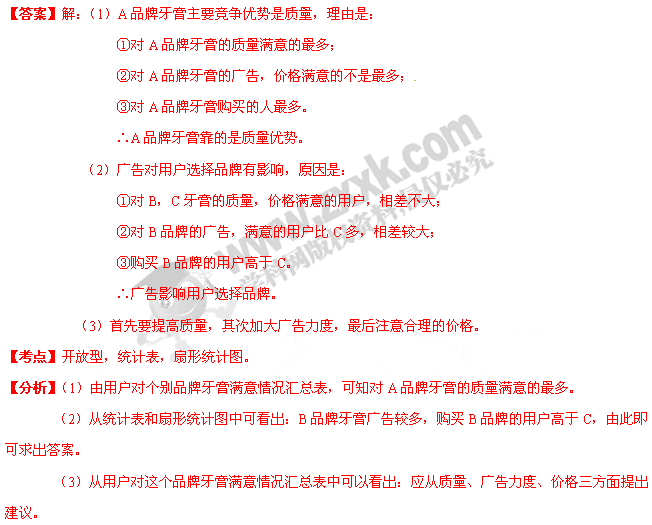 【答案】解：（1）A品牌牙膏主要竞争优势是质量，理由是：
①对A品牌牙膏的质量满意的最多；
②对A品牌牙膏的广告，价格满意的不是最多；
③对A品牌牙膏购买的人最多。
∴A品牌牙膏靠的是质量优势。
（2）广告对用户选择品牌有影响，原因是：
①对B，C牙膏的质量，价格满意的用户，相差不大；
②对B品牌的广告，满意的用户比C多，相差较大；
③购买B品牌的用户高于C。
∴广告影响用户选择品牌。
（3）首先要提高质量，其次加大广告力度，最后注意合理的价格。
【考点】开放型，统计表，扇形统计图。
【分析】（1）由用户对个别品牌牙膏满意情况汇总表，可知对A品牌牙膏的质量满意的最多。
（2）从统计表和扇形统计图中可看出：B品牌牙膏广告较多，购买B品牌的用户高于C，由此即
可求出答案。
（3）从用户对这个品牌牙膏满意情况汇总表中可以看出：应从质量、广告力度、价格三方面提出
建议。
www.zxxk.com
学科网版权资料侵仅必究